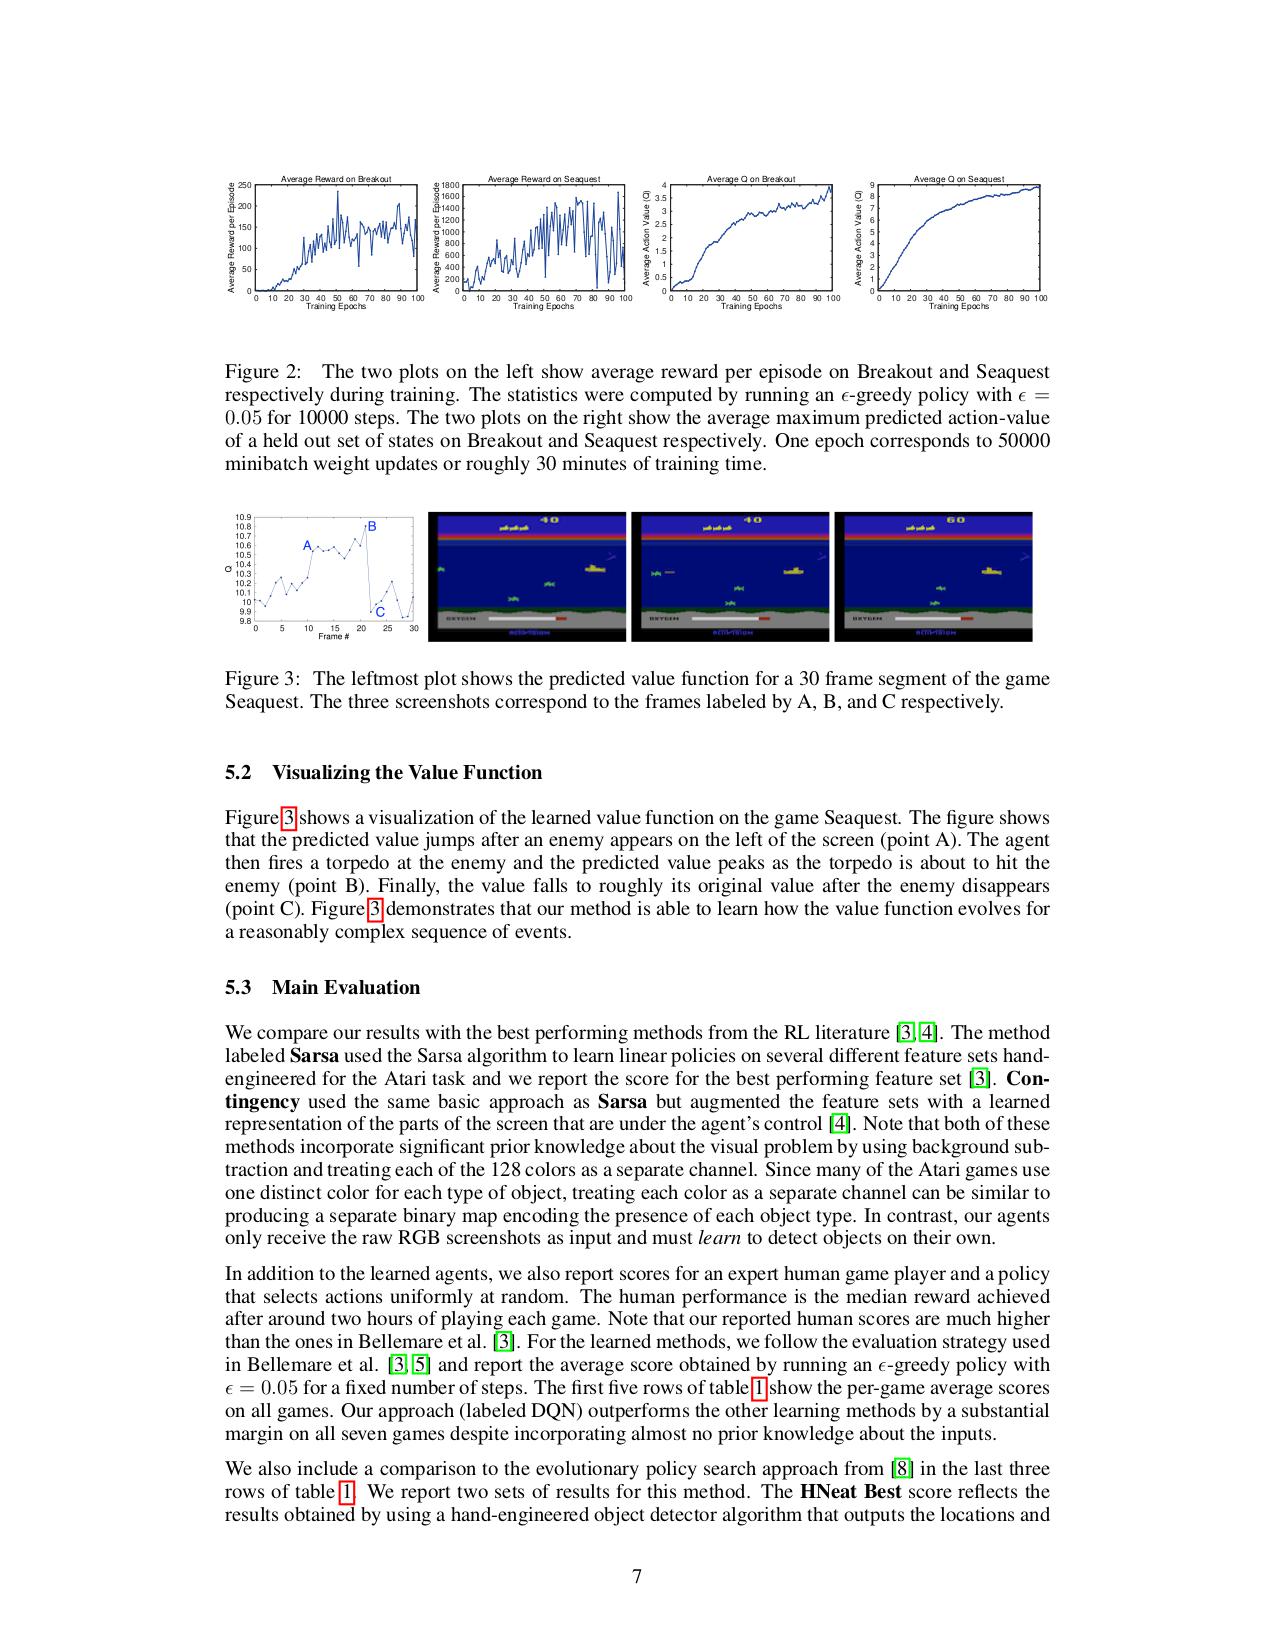 Average Reward on Breakout
Average Reward per Episode
250
200
150
100
50
0
0 10 20 30 40 50 60 70 80 90 100
Training Epochs
Average Reward on Seaquest
Average Reward per Episode
1800
1600
1400
1200
1000
800
600
400
200
0
0 10 20 30 40 50 60 70 80 90 100
Training Epochs
Average Q on Breakout
Average Action Value (Q)
4
3.5
3
2.5
2
1.5
1
0.5
0
0 10 20 30 40 50 60 70 80 90 100
Training Epochs
Average Q on Seaquest
Average Action Value (Q)
9
8
7
6
5
4
3
2
1
0
0 10 20 30 40 50 60 70 80 90 100
Training Epochs
Figure 2: The two plots on the left show average reward per episode on Breakout and Seaquest
respectively during training. The statistics were computed by running an ϵ-greedy policy with ϵ =
0.05 for 10000 steps. The two plots on the right show the average maximum predicted action-value
of a held out set of states on Breakout and Seaquest respectively. One epoch corresponds to 50000
minibatch weight updates or roughly 30 minutes of training time.
10.9
10.8
10.7
10.6
10.5
10.4
10.3
10.2
10.1
10
9.9
9.8
Q
A
B
C
0 5 10 15 20 25 30
Frame #
40
OXYGEN
ACTIVISION
40
OXYGEN
ACTIVISION
60
OXYGEN
ACTIVISION
Figure 3: The leftmost plot shows the predicted value function for a 30 frame segment of the game
Seaquest. The three screenshots correspond to the frames labeled by A, B, and C respectively.
5.2 Visualizing the Value Function
Figure 3 shows a visualization of the learned value function on the game Seaquest. The figure shows
that the predicted value jumps after an enemy appears on the left of the screen (point A). The agent
then fires a torpedo at the enemy and the predicted value peaks as the torpedo is about to hit the
enemy (point B). Finally, the value falls to roughly its original value after the enemy disappears
(point C). Figure 3 demonstrates that our method is able to learn how the value function evolves for
a reasonably complex sequence of events.
5.3 Main Evaluation
We compare our results with the best performing methods from the RL literature [3, 4]. The method
labeled Sarsa used the Sarsa algorithm to learn linear policies on several different feature sets hand-
engineered for the Atari task and we report the score for the best performing feature set [3]. Con-
tingency used the same basic approach as Sarsa but augmented the feature sets with a learned
representation of the parts of the screen that are under the agent's control [4]. Note that both of these
methods incorporate significant prior knowledge about the visual problem by using background sub-
traction and treating each of the 128 colors as a separate channel. Since many of the Atari games use
one distinct color for each type of object, treating each color as a separate channel can be similar to
producing a separate binary map encoding the presence of each object type. In contrast, our agents
only receive the raw RGB screenshots as input and must learn to detect objects on their own.
In addition to the learned agents, we also report scores for an expert human game player and a policy
that selects actions uniformly at random. The human performance is the median reward achieved
after around two hours of playing each game. Note that our reported human scores are much higher
than the ones in Bellemare et al. [3]. For the learned methods, we follow the evaluation strategy used
in Bellemare et al. [3, 5] and report the average score obtained by running an ϵ-greedy policy with
ϵ = 0.05 for a fixed number of steps. The first five rows of table 1 show the per-game average scores
on all games. Our approach (labeled DQN) outperforms the other learning methods by a substantial
margin on all seven games despite incorporating almost no prior knowledge about the inputs.
We also include a comparison to the evolutionary policy search approach from [8] in the last three
rows of table 1. We report two sets of results for this method. The HNeat Best score reflects the
results obtained by using a hand-engineered object detector algorithm that outputs the locations and
7